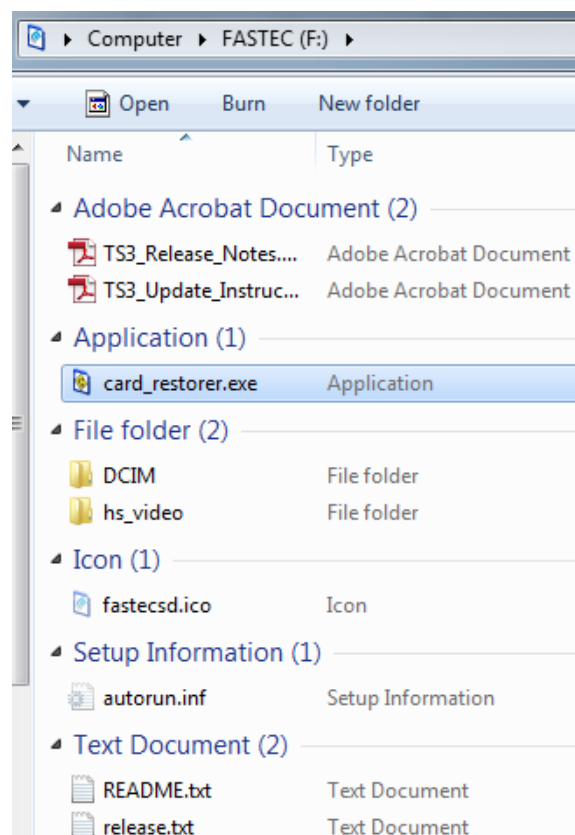 Computer FASTEC (F:)
Open Burn New folder
Name Type
Adobe Acrobat Document (2)
TS3_Release_Notes.... Adobe Acrobat Document
TS3_Update_Instruc... Adobe Acrobat Document
Application (1)
card_restorer.exe Application
File folder (2)
DCIM File folder
hs_video File folder
Icon (1)
fastecsd.ico Icon
Setup Information (1)
autorun.inf Setup Information
Text Document (2)
README.txt Text Document
release.txt Text Document